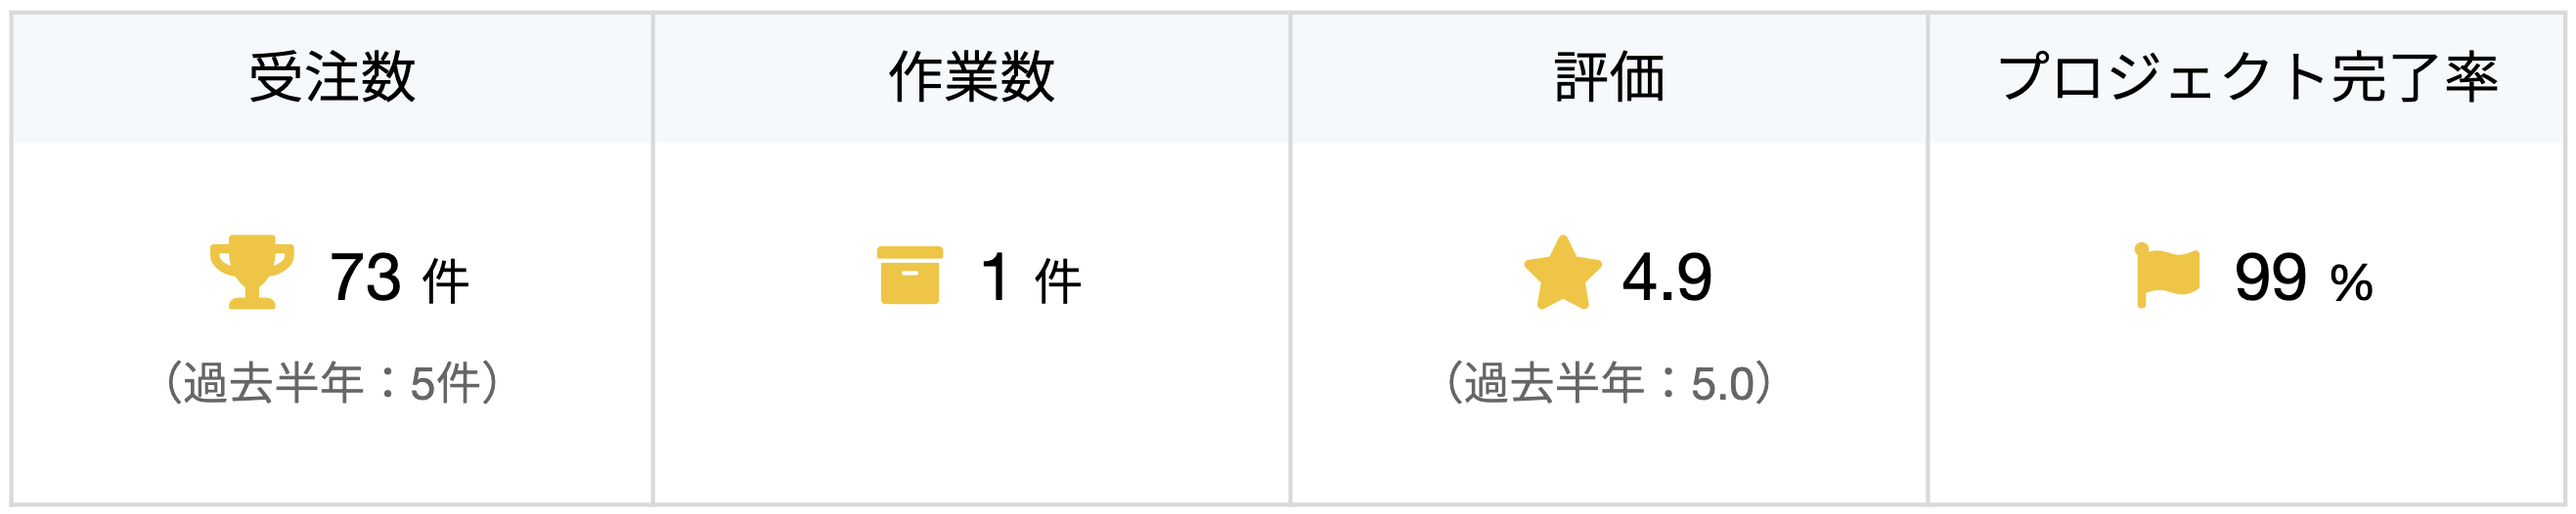 受注数
作業数
評価
プロジェクト完了率
73 件
1 件
4.9
99 %
（過去半年：5件）
（過去半年：5.0）